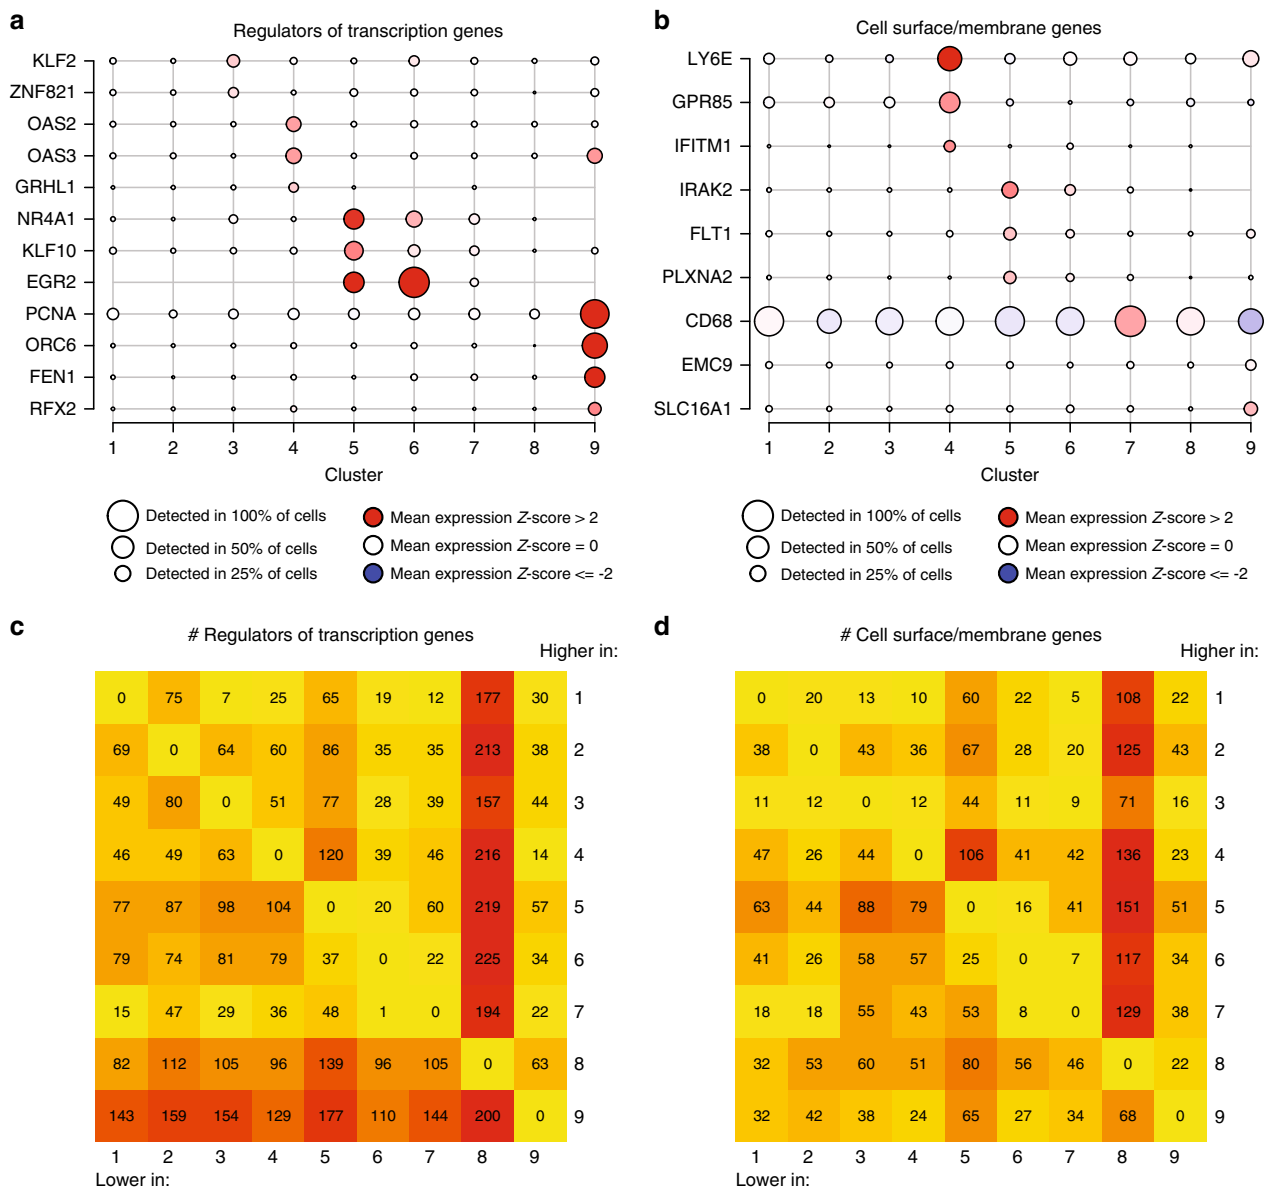 a
Regulators of transcription genes
KLF2
ZNF821
OAS2
OAS3
GRHL1
NR4A1
KLF10
EGR2
PCNA
ORC6
FEN1
RFX2
1 2 3 4 5 6 7 8 9
Cluster
Detected in 100% of cells
Detected in 50% of cells
Detected in 25% of cells
Mean expression Z-score > 2
Mean expression Z-score = 0
Mean expression Z-score <= -2
b
Cell surface/membrane genes
LY6E
GPR85
IFITM1
IRAK2
FLT1
PLXNA2
CD68
EMC9
SLC16A1
1 2 3 4 5 6 7 8 9
Cluster
Detected in 100% of cells
Detected in 50% of cells
Detected in 25% of cells
Mean expression Z-score > 2
Mean expression Z-score = 0
Mean expression Z-score <= -2
c
# Regulators of transcription genes
Higher in:
0 75 7 25 65 19 12 177 30 1
69 0 64 60 86 35 35 213 38 2
49 80 0 51 77 28 39 157 44 3
46 49 63 0 120 39 46 216 14 4
77 87 98 104 0 20 60 219 57 5
79 74 81 79 37 0 22 225 34 6
15 47 29 36 48 1 0 194 22 7
82 112 105 96 139 96 105 0 63 8
143 159 154 129 177 110 144 200 0 9
1 2 3 4 5 6 7 8 9
Lower in:
d
# Cell surface/membrane genes
Higher in:
0 20 13 10 60 22 5 108 22 1
38 0 43 36 67 28 20 125 43 2
11 12 0 12 44 11 9 71 16 3
47 26 44 0 106 41 42 136 23 4
63 44 88 79 0 16 41 151 51 5
41 26 58 57 25 0 7 117 34 6
18 18 55 43 53 8 0 129 38 7
32 53 60 51 80 56 46 0 22 8
32 42 38 24 65 27 34 68 0 9
1 2 3 4 5 6 7 8 9
Lower in: